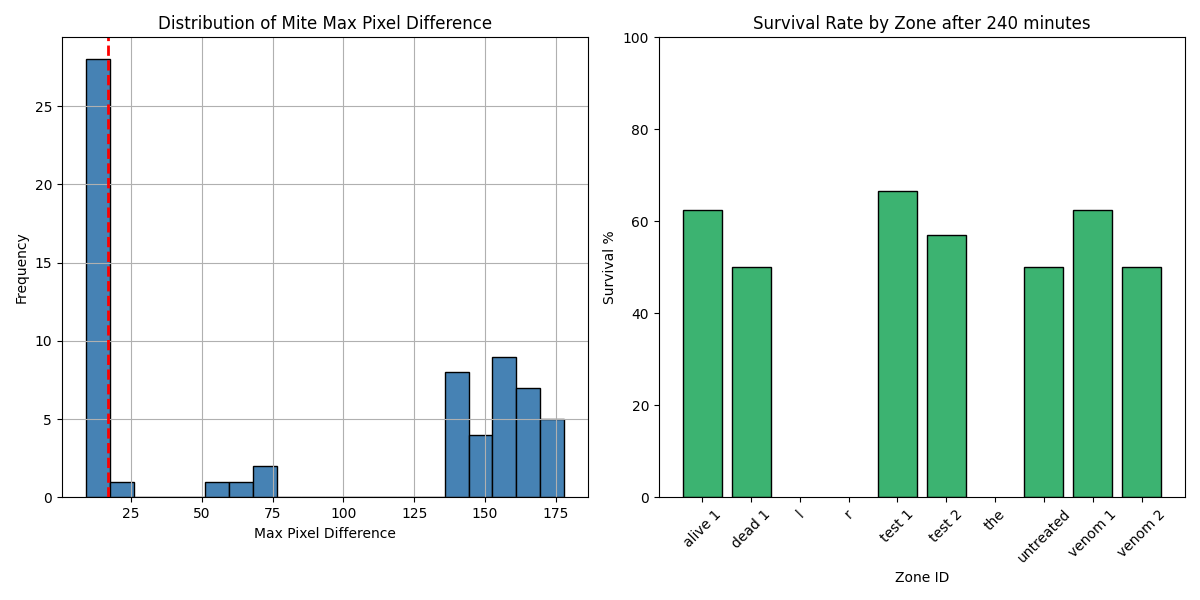 Distribution of Mite Max Pixel Difference
Frequency
25
20
15
10
5
0
25 50 75 100 125 150 175
Max Pixel Difference
Survival Rate by Zone after 240 minutes
Survival %
100
80
60
40
20
0
alive 1 dead 1 l r test 1 test 2 the untreated venom 1 venom 2
Zone ID